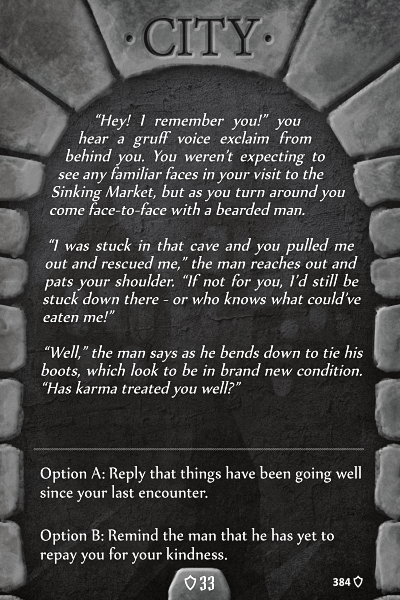 · CITY ·
“Hey! I remember you!” you
hear a gruff voice exclaim from
behind you. You weren’t expecting to
see any familiar faces in your visit to the
Sinking Market, but as you turn around you
come face-to-face with a bearded man.
“I was stuck in that cave and you pulled me
out and rescued me,” the man reaches out and
pats your shoulder. “If not for you, I’d still be
stuck down there - or who knows what could’ve
eaten me!”
“Well,” the man says as he bends down to tie his
boots, which look to be in brand new condition.
“Has karma treated you well?”
Option A: Reply that things have been going well
since your last encounter.
Option B: Remind the man that he has yet to
repay you for your kindness.
33
384